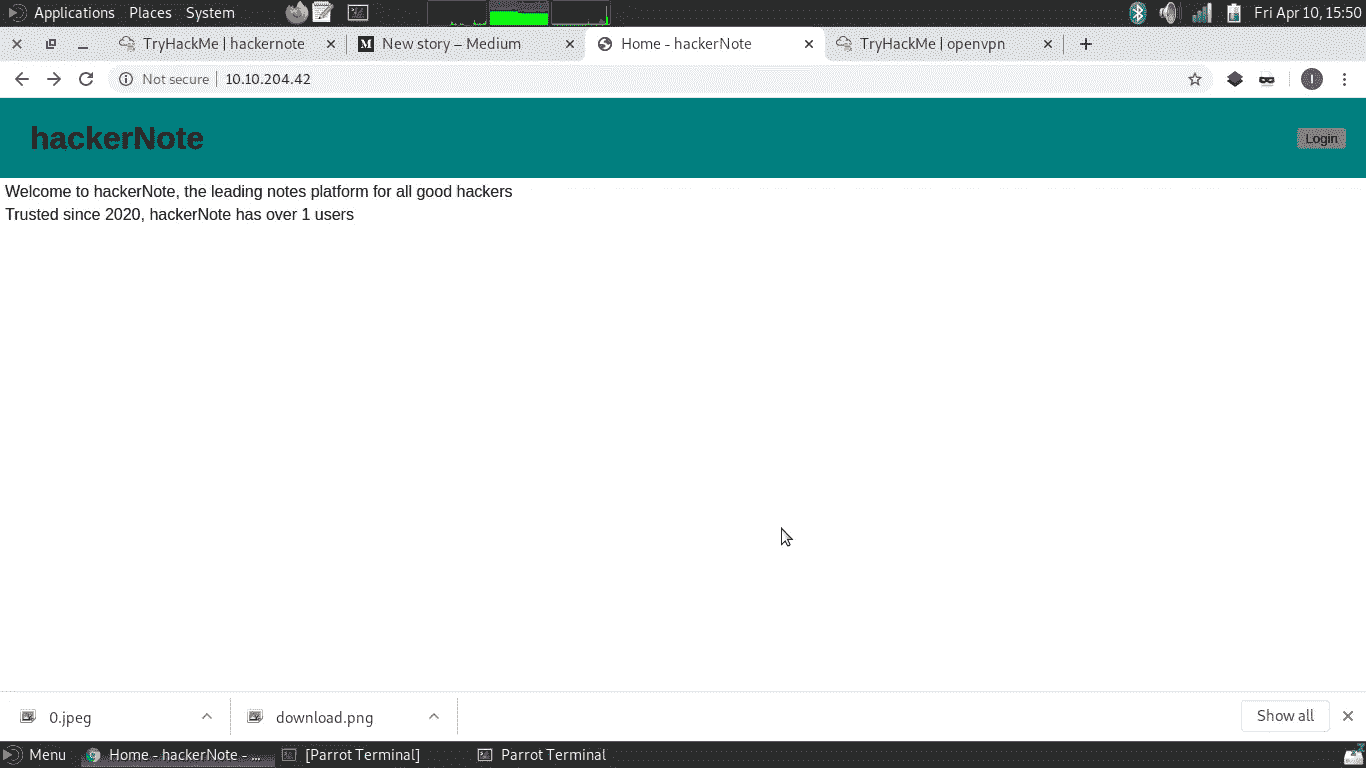 Applications Places System Fri Apr 10, 15:50
TryHackMe | hackernote New story – Medium Home - hackerNote TryHackMe | openvpn
Not secure 10.10.204.42 I
hackerNote Login
Welcome to hackerNote, the leading notes platform for all good hackers
Trusted since 2020, hackerNote has over 1 users
0.jpeg download.png Show all
Menu Home - hackerNote - ... [Parrot Terminal] Parrot Terminal